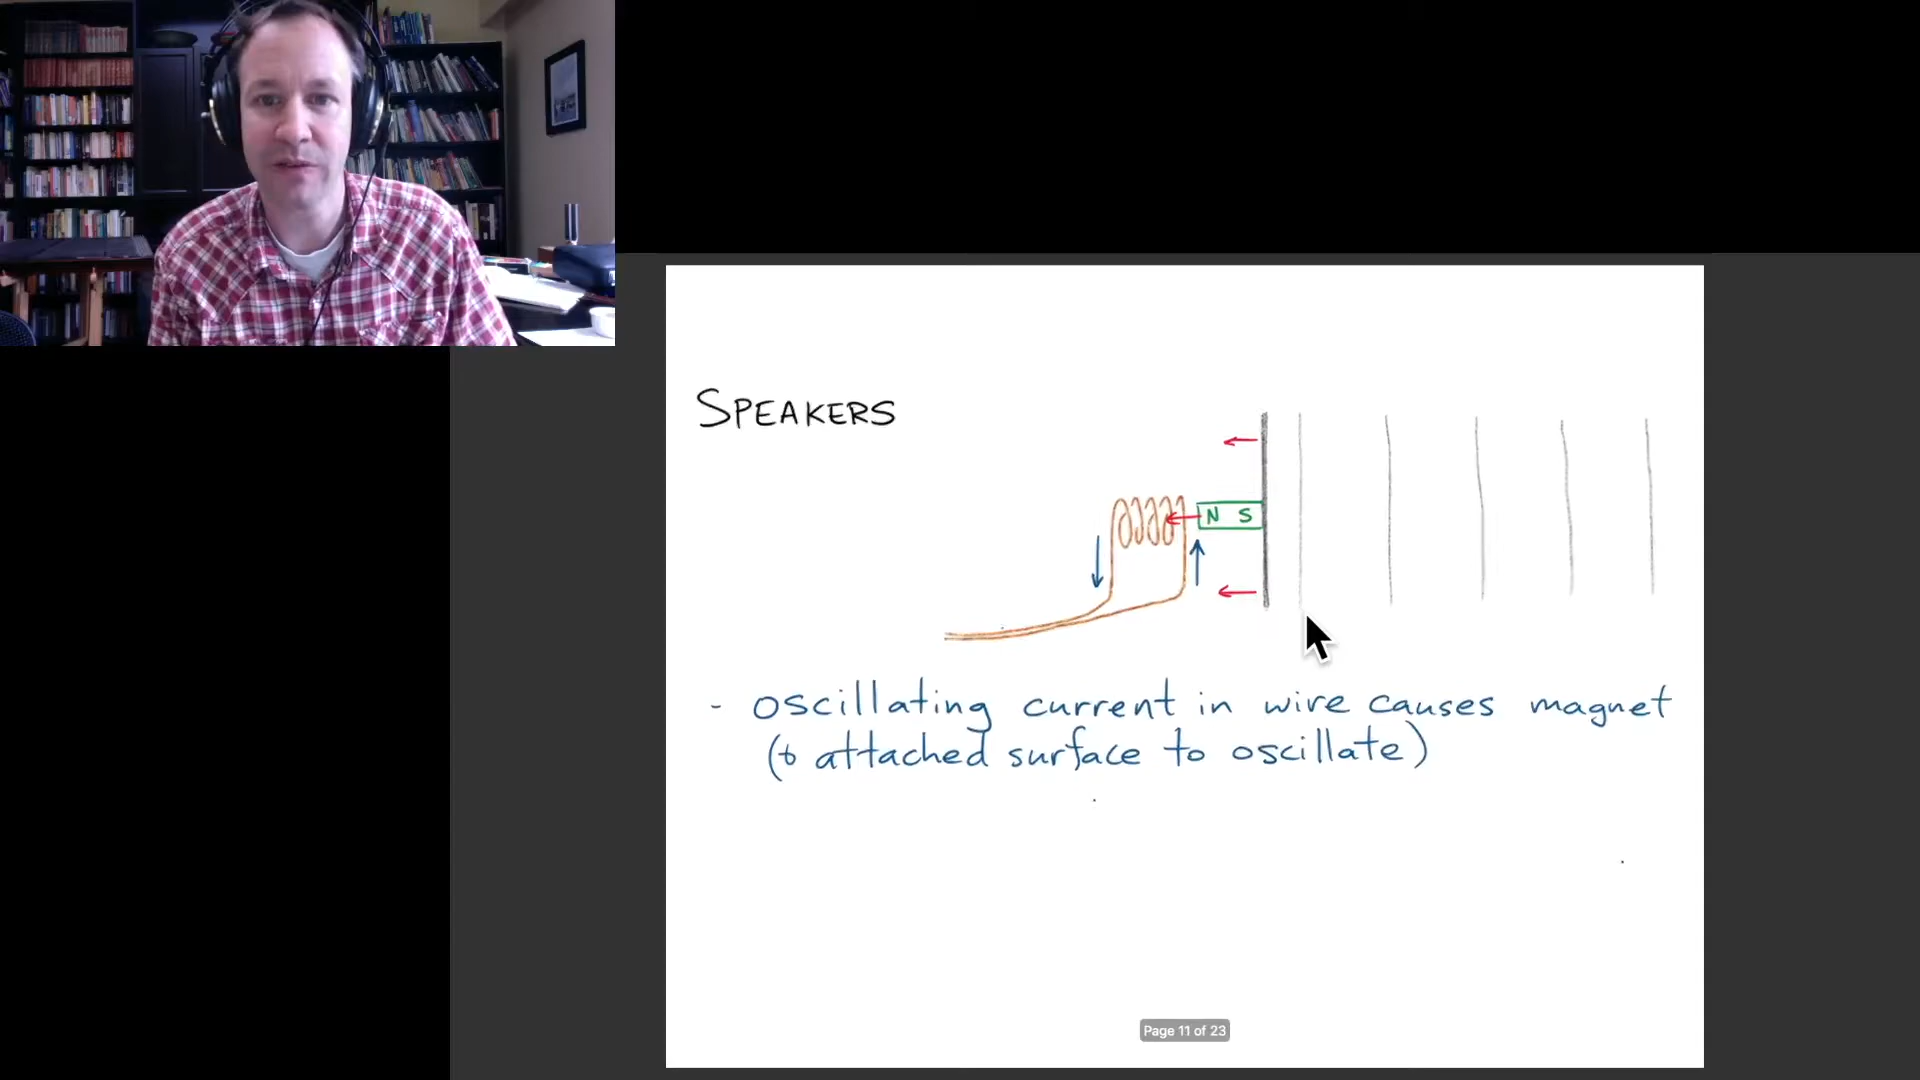 SPEAKERS
N S
- oscillating current in wire causes magnet
(& attached surface to oscillate)
Page 11 of 23